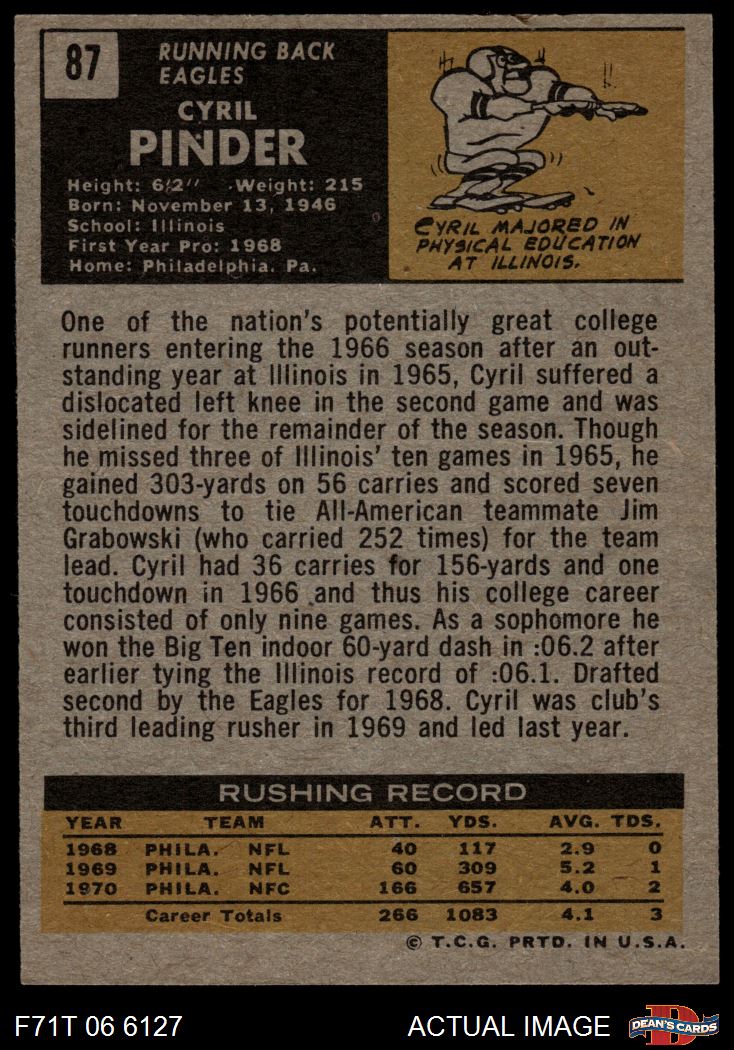 87
RUNNING BACK
EAGLES
CYRIL
PINDER
Height: 6'2" Weight: 215
Born: November 13, 1946
School: Illinois
First Year Pro: 1968
Home: Philadelphia, Pa.
CYRIL MAJORED IN
PHYSICAL EDUCATION
AT ILLINOIS.
One of the nation's potentially great college
runners entering the 1966 season after an out-
standing year at Illinois in 1965, Cyril suffered a
dislocated left knee in the second game and was
sidelined for the remainder of the season. Though
he missed three of Illinois' ten games in 1965, he
gained 303-yards on 56 carries and scored seven
touchdowns to tie All-American teammate Jim
Grabowski (who carried 252 times) for the team
lead. Cyril had 36 carries for 156-yards and one
touchdown in 1966 and thus his college career
consisted of only nine games. As a sophomore he
won the Big Ten indoor 60-yard dash in :06.2 after
earlier tying the Illinois record of :06.1. Drafted
second by the Eagles for 1968. Cyril was club's
third leading rusher in 1969 and led last year.
RUSHING RECORD
YEAR TEAM ATT. YDS. AVG. TDS.
1968 PHILA. NFL 40 117 2.9 0
1969 PHILA. NFL 60 309 5.2 1
1970 PHILA. NFC 166 657 4.0 2
Career Totals 266 1083 4.1 3
© T.C.G. PRTD. IN U.S.A.
F71T 06 6127 ACTUAL IMAGE D DEAN'S CARDS